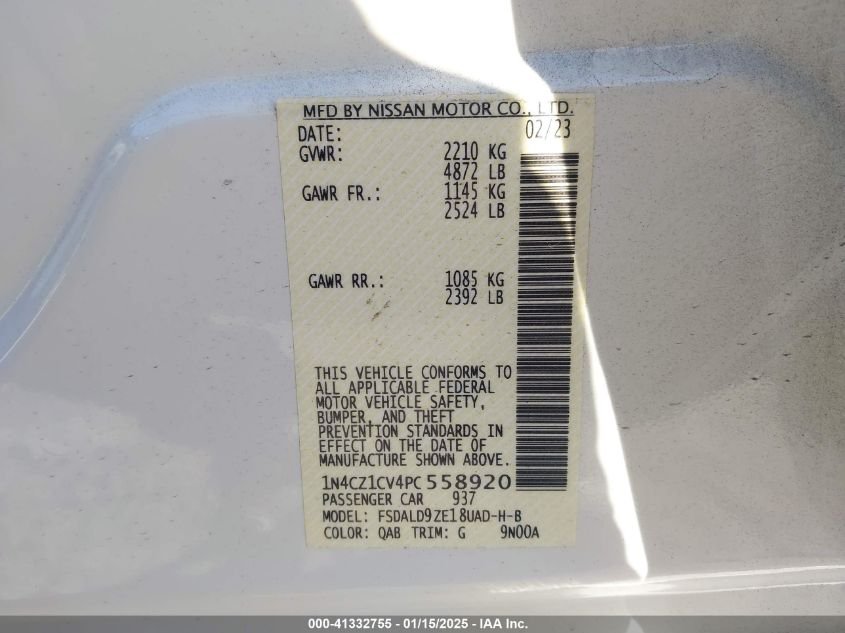 MFD BY NISSAN MOTOR CO., LTD.
DATE: 02/23
GVWR: 2210 KG
4872 LB
GAWR FR.: 1145 KG
2524 LB
GAWR RR.: 1085 KG
2392 LB
THIS VEHICLE CONFORMS TO
ALL APPLICABLE FEDERAL
MOTOR VEHICLE SAFETY,
BUMPER, AND THEFT
PREVENTION STANDARDS IN
EFFECT ON THE DATE OF
MANUFACTURE SHOWN ABOVE.
1N4CZ1CV4PC558920
PASSENGER CAR 937
MODEL: FSDALD9ZE18UAD-H-B
COLOR: QAB TRIM: G 9N00A
000-41332755 — 01/15/2025 — IAA Inc.